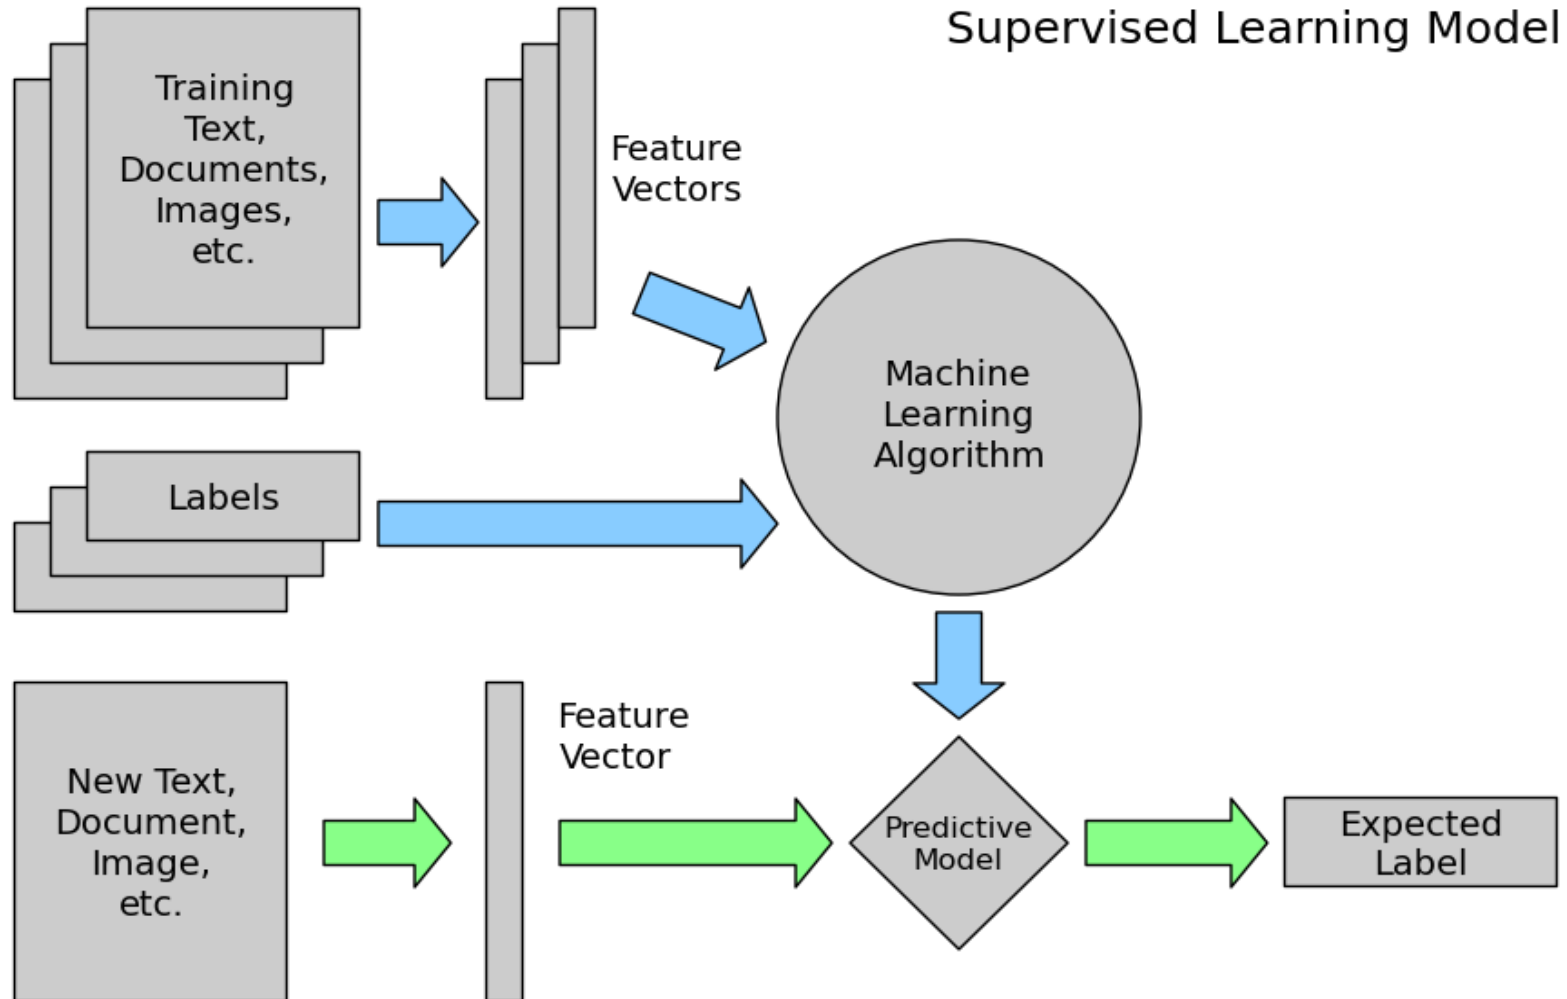 Supervised Learning Model
Training
Text,
Documents,
Images,
etc.
Feature
Vectors
Machine
Learning
Algorithm
Labels
New Text,
Document,
Image,
etc.
Feature
Vector
Predictive
Model
Expected
Label